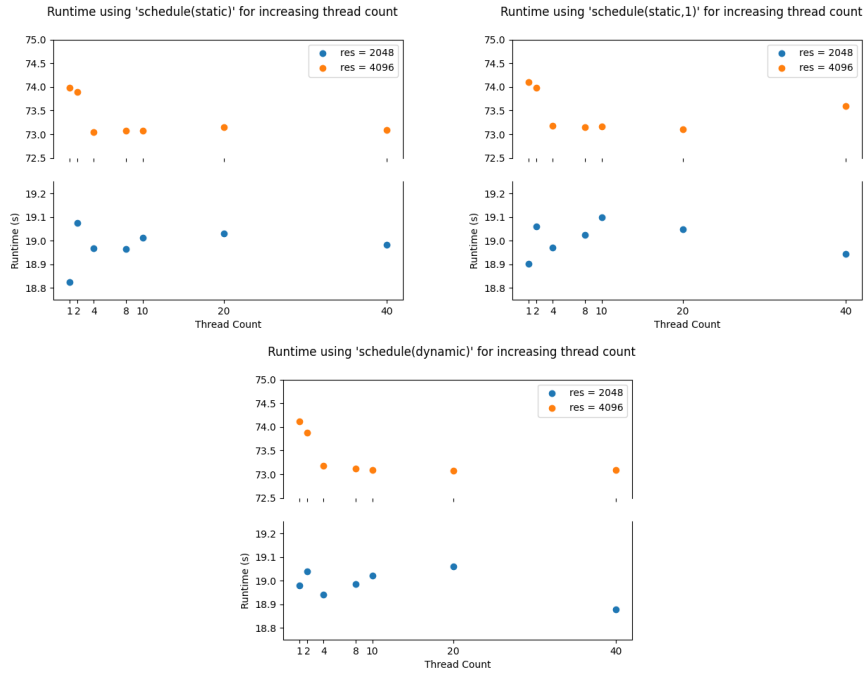 Runtime using 'schedule(static)' for increasing thread count
75.0
74.5
74.0
73.5
73.0
72.5
res = 2048
res = 4096
19.2
19.1
19.0
18.9
18.8
Runtime (s)
1 2 4 8 10 20 40
Thread Count
Runtime using 'schedule(static,1)' for increasing thread count
75.0
74.5
74.0
73.5
73.0
72.5
res = 2048
res = 4096
19.2
19.1
19.0
18.9
18.8
Runtime (s)
1 2 4 8 10 20 40
Thread Count
Runtime using 'schedule(dynamic)' for increasing thread count
75.0
74.5
74.0
73.5
73.0
72.5
res = 2048
res = 4096
19.2
19.1
19.0
18.9
18.8
Runtime (s)
1 2 4 8 10 20 40
Thread Count